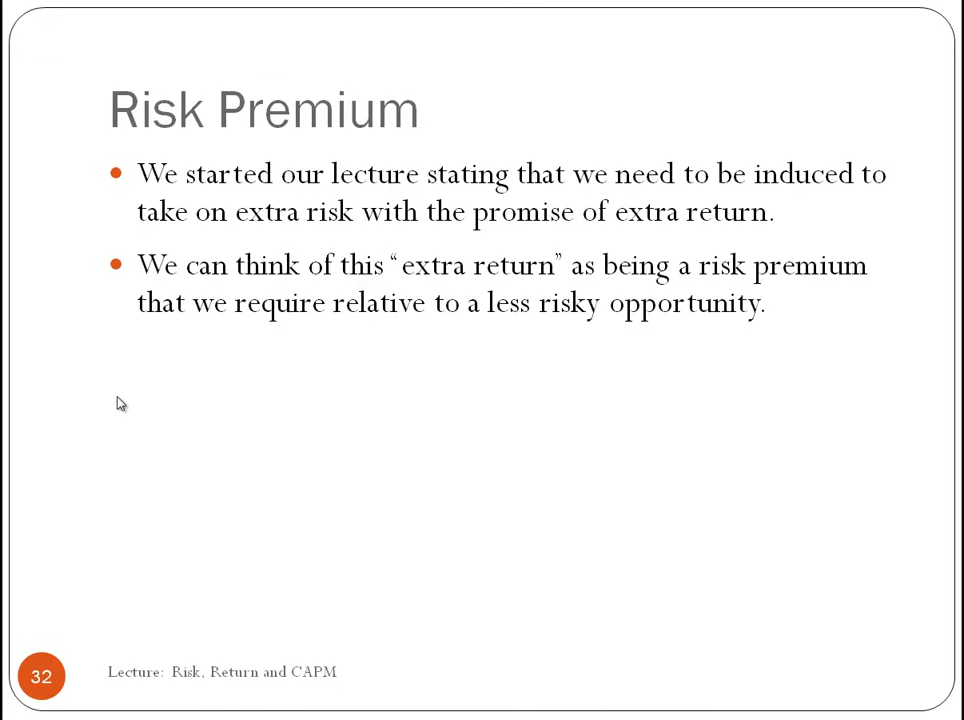 Risk Premium
We started our lecture stating that we need to be induced to
take on extra risk with the promise of extra return.
We can think of this “extra return” as being a risk premium
that we require relative to a less risky opportunity.
32
Lecture: Risk, Return and CAPM